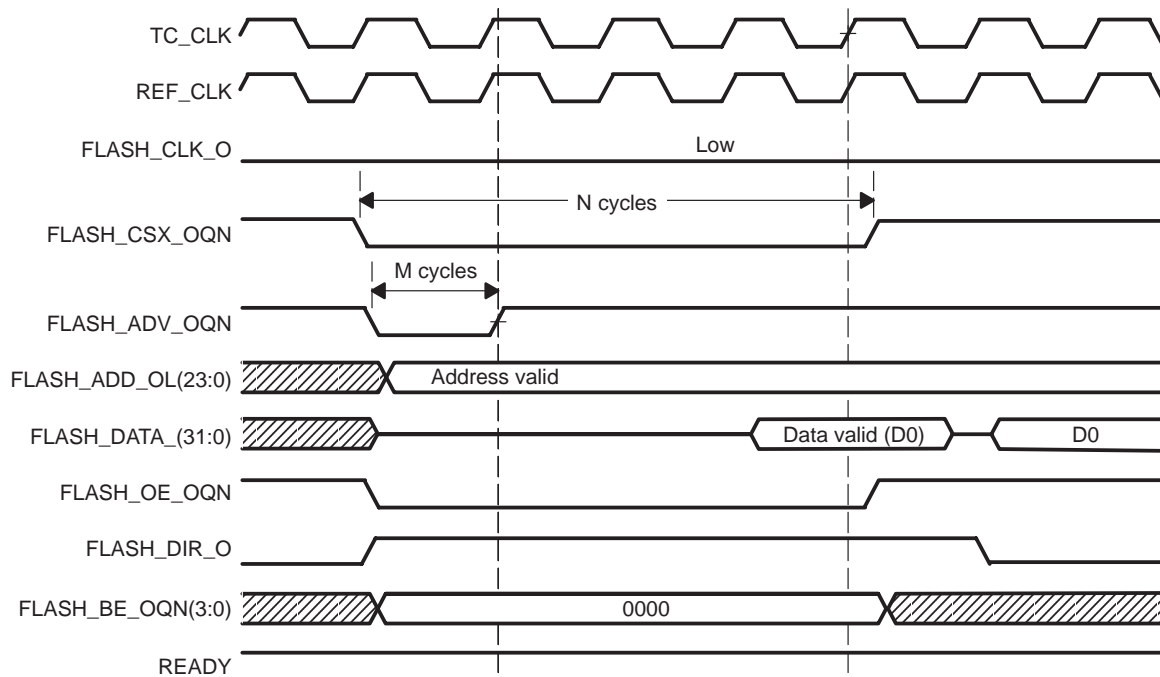 TC_CLK
REF_CLK
FLASH_CLK_O
Low
N cycles
FLASH_CSX_OQN
M cycles
FLASH_ADV_OQN
FLASH_ADD_OL(23:0)
Address valid
FLASH_DATA_(31:0)
Data valid (D0)
D0
FLASH_OE_OQN
FLASH_DIR_O
FLASH_BE_OQN(3:0)
0000
READY